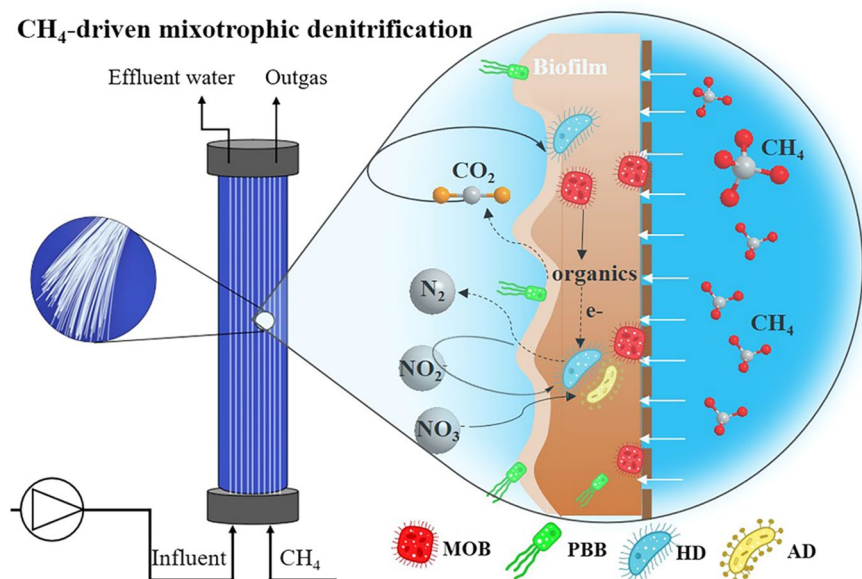 CH₄-driven mixotrophic denitrification
Effluent water
Outgas
Biofilm
CO₂
CH₄
organics
N₂
e-
CH₄
NO₂⁻
NO₃⁻
Influent
CH₄
MOB
PBB
HD
AD